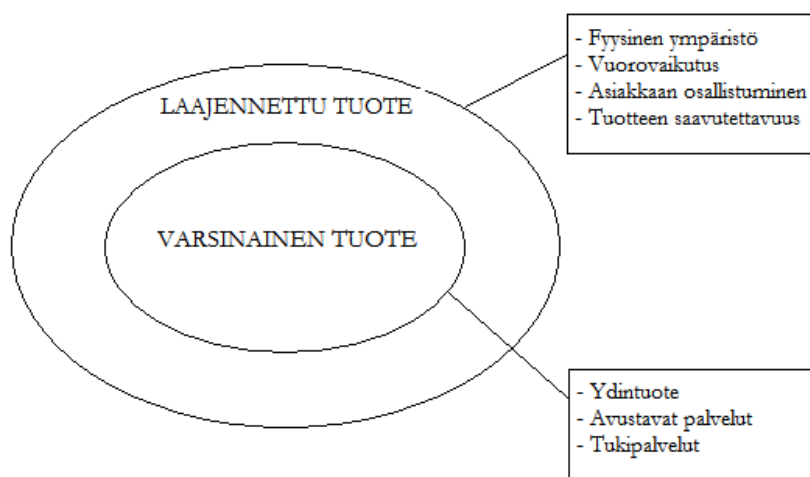 - Fyysinen ympäristö
- Vuorovaikutus
- Asiakkaan osallistuminen
- Tuotteen saavutettavuus
LAAJENNETTU TUOTE
VARSINAINEN TUOTE
- Ydintuote
- Avustavat palvelut
- Tukipalvelut